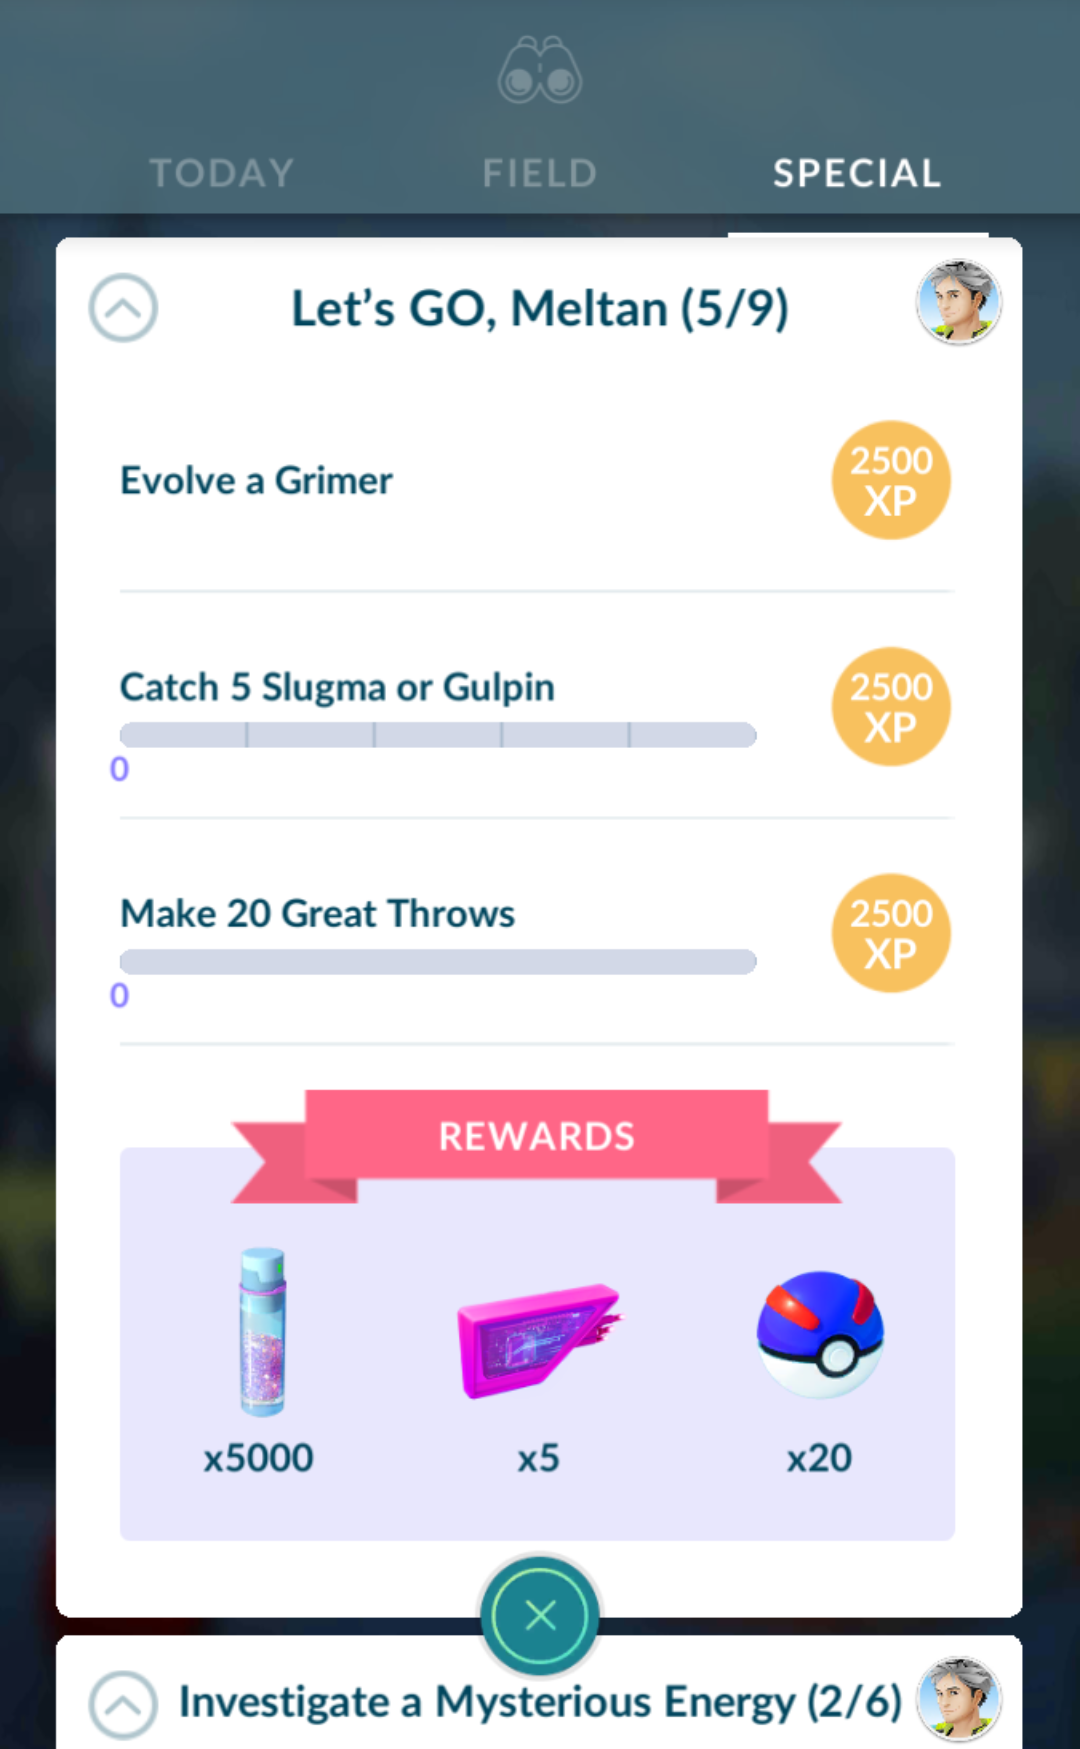 TODAY
FIELD
SPECIAL
Let's GO, Meltan (5/9)
Evolve a Grimer
2500
XP
Catch 5 Slugma or Gulpin
0
2500
XP
Make 20 Great Throws
0
2500
XP
REWARDS
x5000
x5
x20
Investigate a Mysterious Energy (2/6)